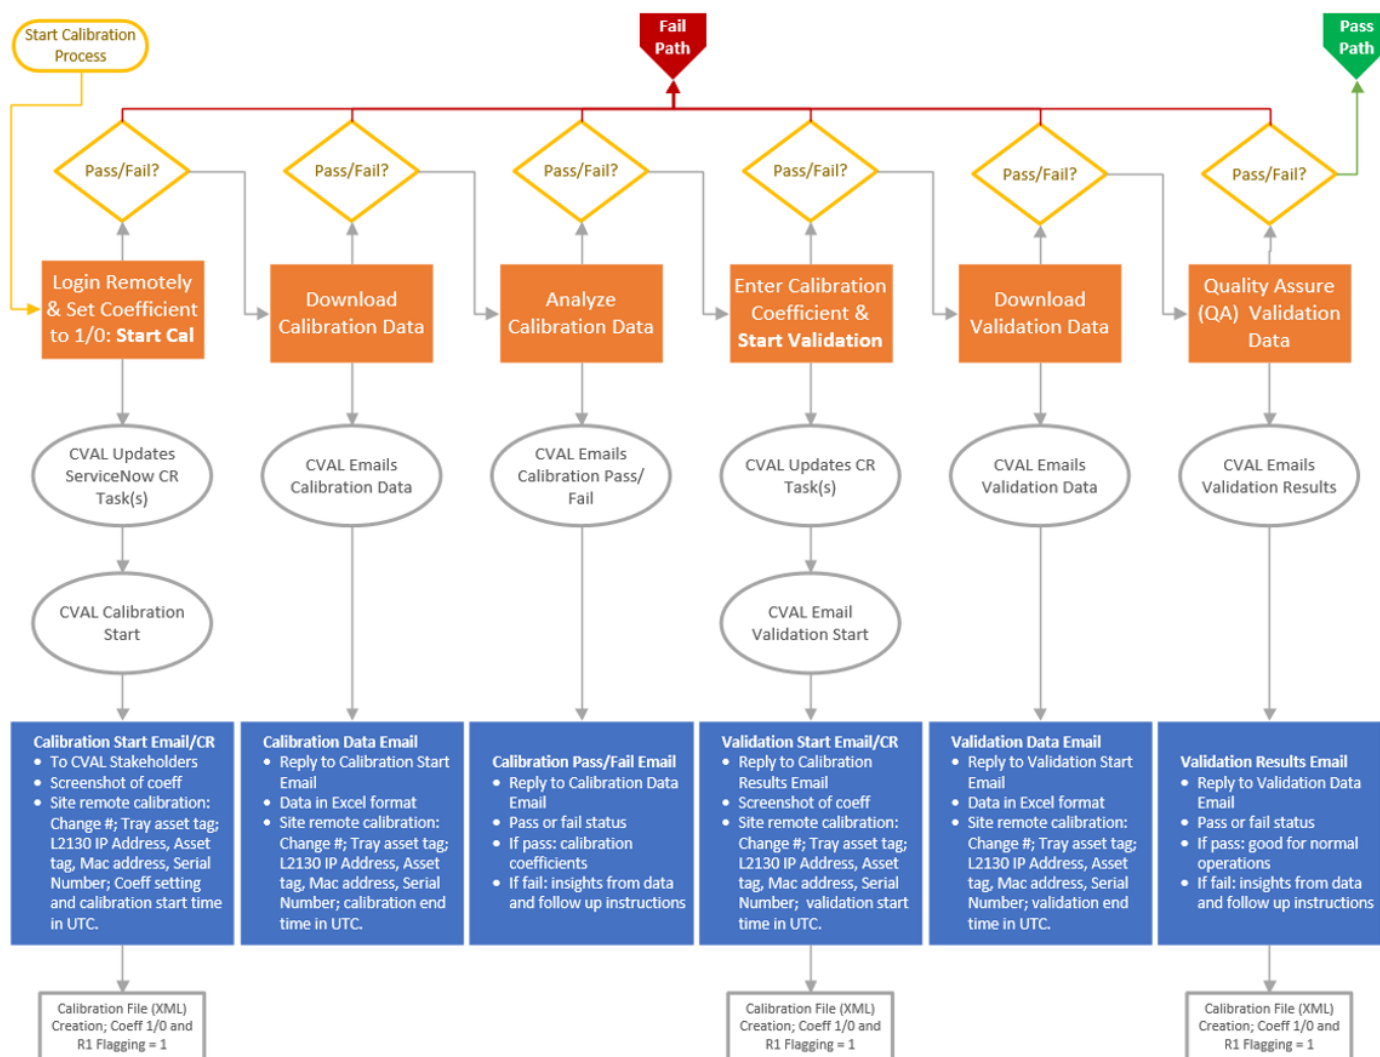 Start Calibration
Process
Fail
Path
Pass
Path
Pass/Fail?
Pass/Fail?
Pass/Fail?
Pass/Fail?
Pass/Fail?
Pass/Fail?
Login Remotely
& Set Coefficient
to 1/0: Start Cal
Download
Calibration Data
Analyze
Calibration Data
Enter Calibration
Coefficient &
Start Validation
Download
Validation Data
Quality Assure
(QA) Validation
Data
CVAL Updates
ServiceNow CR
Task(s)
CVAL Emails
Calibration Data
CVAL Emails
Calibration Pass/
Fail
CVAL Updates CR
Task(s)
CVAL Emails
Validation Data
CVAL Emails
Validation Results
CVAL Calibration
Start
CVAL Email
Validation Start
Calibration Start Email/CR
• To CVAL Stakeholders
• Screenshot of coeff
• Site remote calibration:
Change #; Tray asset tag;
L2130 IP Address, Asset
tag, Mac address, Serial
Number; Coeff setting
and calibration start time
in UTC.
Calibration Data Email
• Reply to Calibration Start
Email
• Data in Excel format
• Site remote calibration:
Change #; Tray asset tag;
L2130 IP Address, Asset
tag, Mac address, Serial
Number; calibration end
time in UTC.
Calibration Pass/Fail Email
• Reply to Calibration Data
Email
• Pass or fail status
• If pass: calibration
coefficients
• If fail: insights from data
and follow up instructions
Validation Start Email/CR
• Reply to Calibration
Results Email
• Screenshot of coeff
• Site remote calibration:
Change #; Tray asset tag;
L2130 IP Address, Asset
tag, Mac address, Serial
Number; validation start
time in UTC.
Validation Data Email
• Reply to Validation Start
Email
• Data in Excel format
• Site remote calibration:
Change #; Tray asset tag;
L2130 IP Address, Asset
tag, Mac address, Serial
Number; validation end
time in UTC.
Validation Results Email
• Reply to Validation Data
Email
• Pass or fail status
• If pass: good for normal
operations
• If fail: insights from data
and follow up instructions
Calibration File (XML)
Creation; Coeff 1/0 and
R1 Flagging = 1
Calibration File (XML)
Creation; Coeff 1/0 and
R1 Flagging = 1
Calibration File (XML)
Creation; Coeff 1/0 and
R1 Flagging = 1